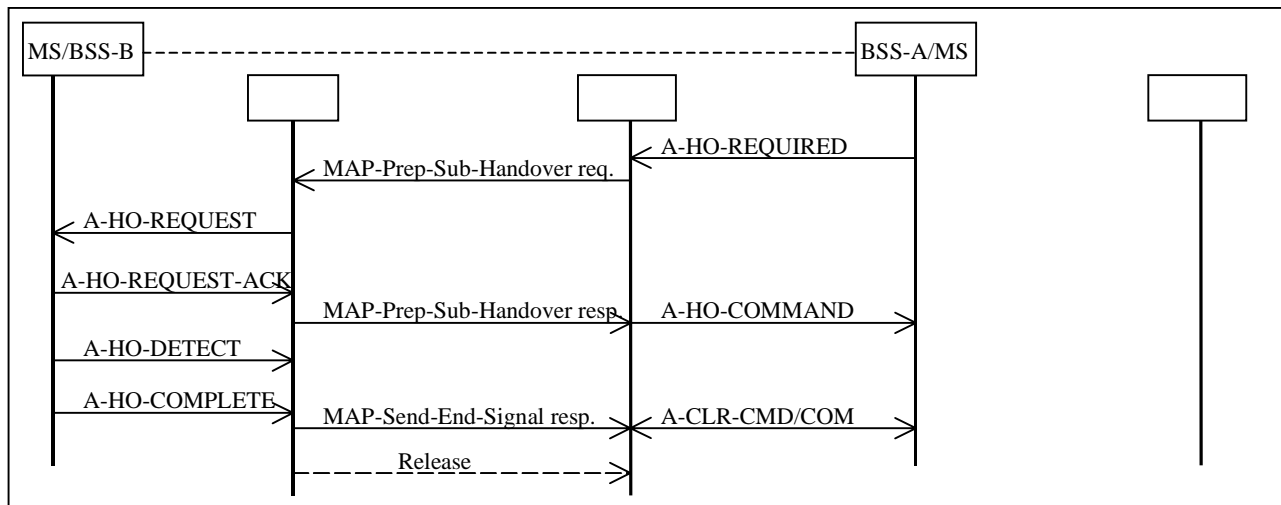 MS/BSS-B
BSS-A/MS
A-HO-REQUIRED
MAP-Prep-Sub-Handover req.
A-HO-REQUEST
A-HO-REQUEST-ACK
MAP-Prep-Sub-Handover resp.
A-HO-COMMAND
A-HO-DETECT
A-HO-COMPLETE
MAP-Send-End-Signal resp.
A-CLR-CMD/COM
Release